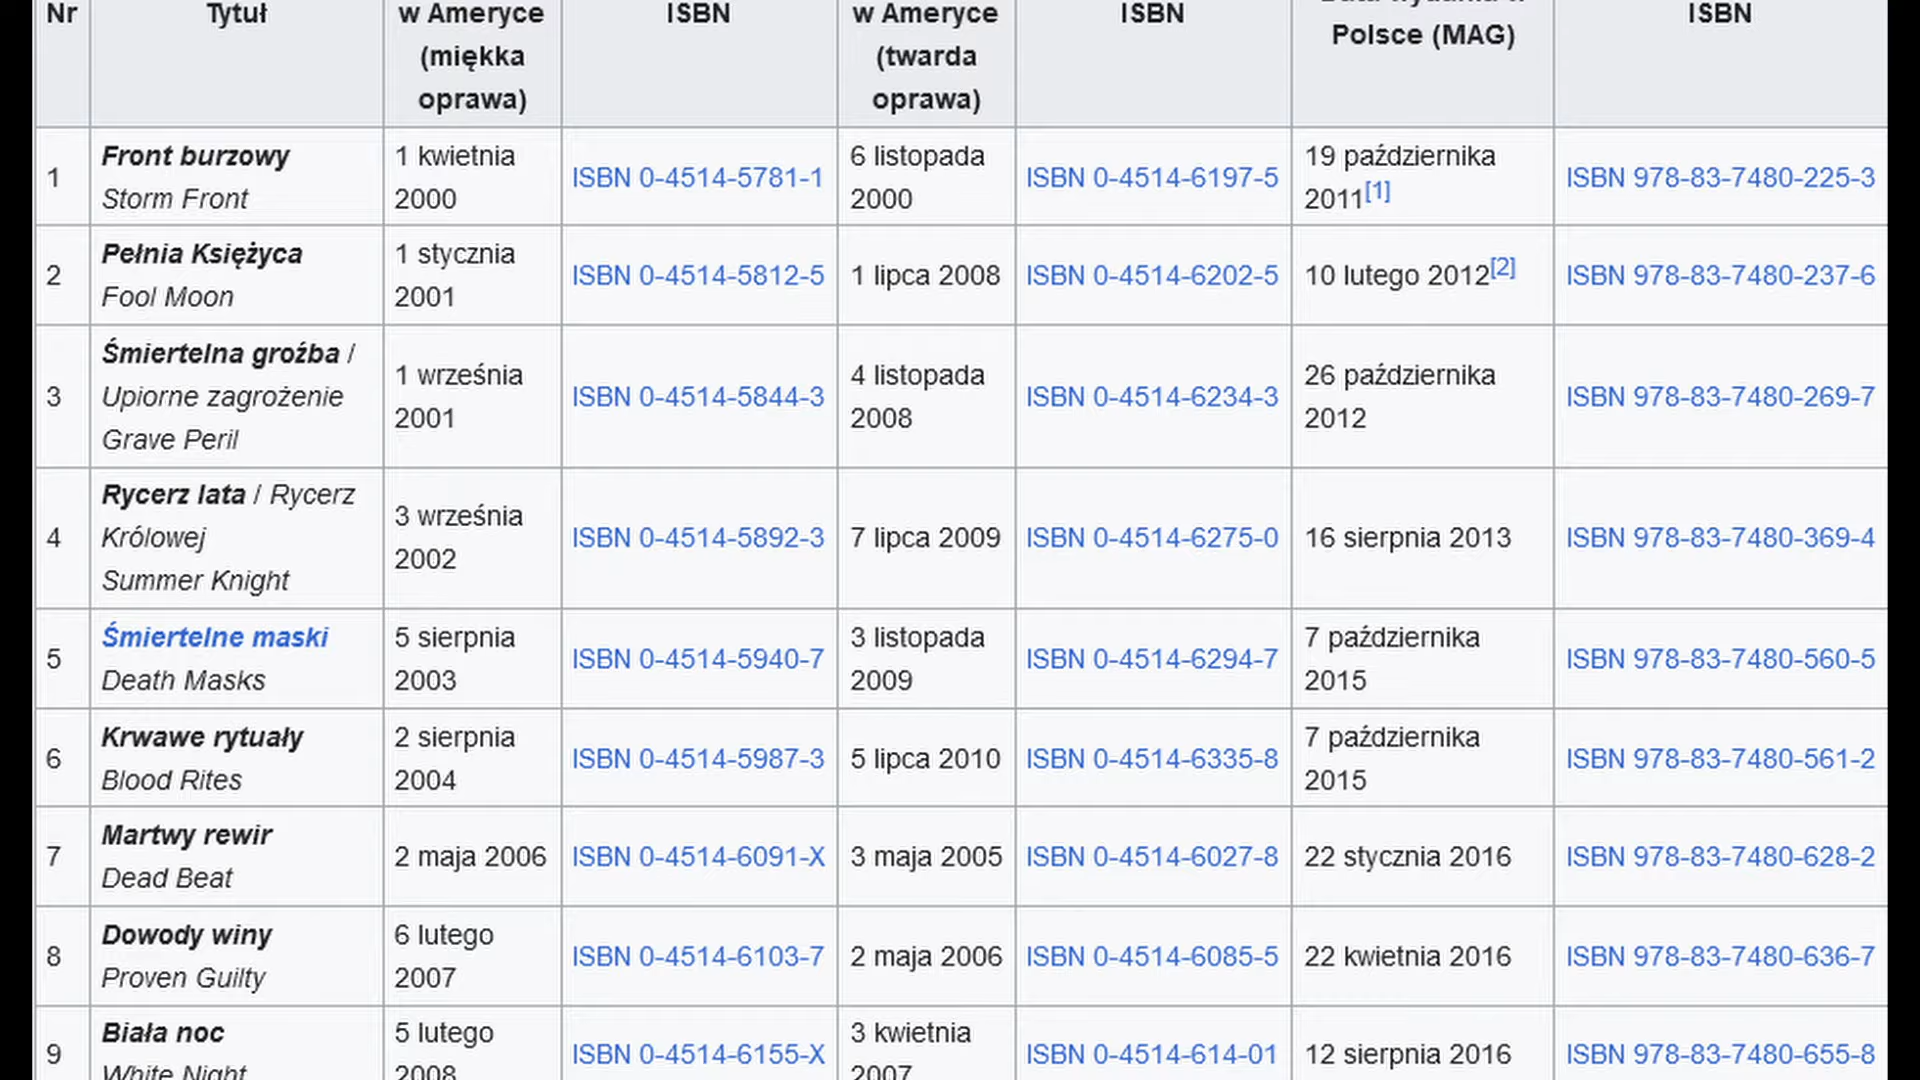 Nr
Tytuł
w Ameryce
(miękka
oprawa)
ISBN
w Ameryce
(twarda
oprawa)
ISBN
Polsce (MAG)
ISBN
1
Front burzowy
Storm Front
1 kwietnia
2000
ISBN 0-4514-5781-1
6 listopada
2000
ISBN 0-4514-6197-5
19 października
2011[1]
ISBN 978-83-7480-225-3
2
Pełnia Księżyca
Fool Moon
1 stycznia
2001
ISBN 0-4514-5812-5
1 lipca 2008
ISBN 0-4514-6202-5
10 lutego 2012[2]
ISBN 978-83-7480-237-6
3
Śmiertelna groźba /
Upiorne zagrożenie
Grave Peril
1 września
2001
ISBN 0-4514-5844-3
4 listopada
2008
ISBN 0-4514-6234-3
26 października
2012
ISBN 978-83-7480-269-7
4
Rycerz lata / Rycerz
Królowej
Summer Knight
3 września
2002
ISBN 0-4514-5892-3
7 lipca 2009
ISBN 0-4514-6275-0
16 sierpnia 2013
ISBN 978-83-7480-369-4
5
Śmiertelne maski
Death Masks
5 sierpnia
2003
ISBN 0-4514-5940-7
3 listopada
2009
ISBN 0-4514-6294-7
7 października
2015
ISBN 978-83-7480-560-5
6
Krwawe rytuały
Blood Rites
2 sierpnia
2004
ISBN 0-4514-5987-3
5 lipca 2010
ISBN 0-4514-6335-8
7 października
2015
ISBN 978-83-7480-561-2
7
Martwy rewir
Dead Beat
2 maja 2006
ISBN 0-4514-6091-X
3 maja 2005
ISBN 0-4514-6027-8
22 stycznia 2016
ISBN 978-83-7480-628-2
8
Dowody winy
Proven Guilty
6 lutego
2007
ISBN 0-4514-6103-7
2 maja 2006
ISBN 0-4514-6085-5
22 kwietnia 2016
ISBN 978-83-7480-636-7
9
Biała noc
White Night
5 lutego
2008
ISBN 0-4514-6155-X
3 kwietnia
2007
ISBN 0-4514-614-01
12 sierpnia 2016
ISBN 978-83-7480-655-8